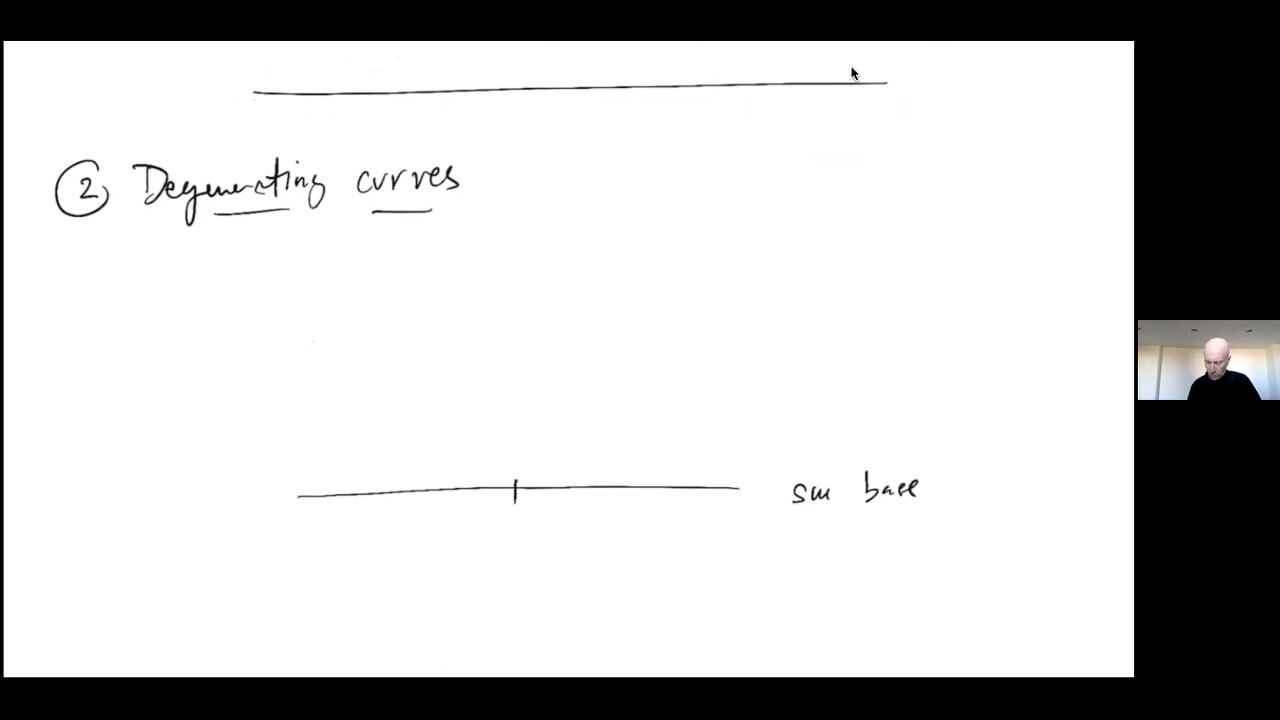 ② Degenerating curves
sm base